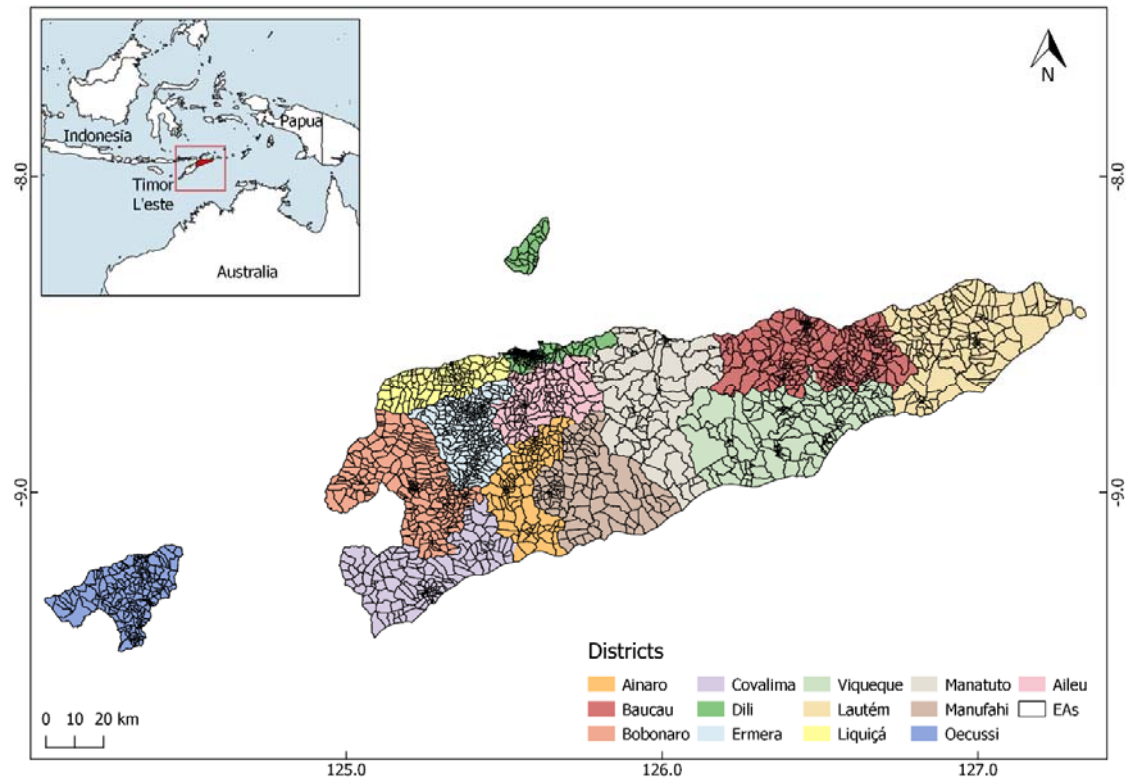 N
Indonesia
Papua
Timor
L'este
Australia
-8.0
-8.0
-9.0
-9.0
Districts
Ainaro
Covalima
Viqueque
Manatuto
Aileu
Baucau
Dili
Lautém
Manufahi
EAs
Bobonaro
Ermera
Liquiçá
Oecussi
0 10 20 km
125.0
126.0
127.0